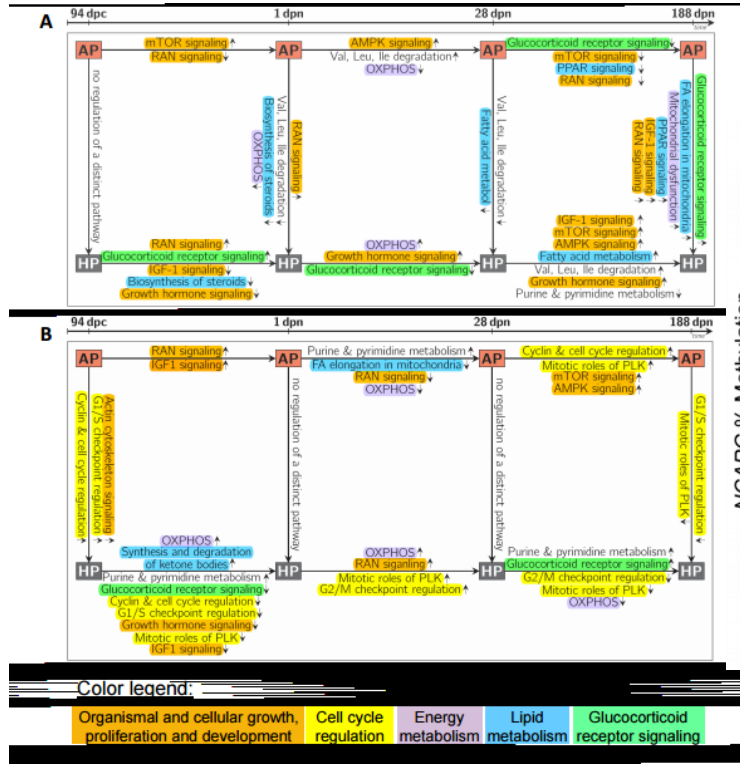 94 dpc 1 dpn 28 dpn 188 dpn
time
A
AP mTOR signaling ↑ AP AMPK signaling ↑ AP Glucocorticoid receptor signaling ↓ AP
RAN signaling ↓ Val, Leu, Ile degradation ↑ mTOR signaling ↓
OXPHOS ↓ PPAR signaling ↓
RAN signaling ↓
no regulation of a distinct pathway
RAN signaling
Val, Leu, Ile degradation
Biosynthesis of steroids
OXPHOS
Val, Leu, Ile degradation
Fatty acid metabol
Glucocorticoid receptor signaling
FA elongation in mitochondria
Mitochondrial dysfunction
PPAR signaling
IGF-1 signaling
RAN signaling
RAN signaling ↑
Glucocorticoid receptor signaling ↑
HP HP HP HP
IGF-1 signaling ↓
Biosynthesis of steroids ↓
Growth hormone signaling ↓
OXPHOS ↑
Growth hormone signaling ↑
Glucocorticoid receptor signaling ↓
IGF-1 signaling ↑
mTOR signaling ↑
AMPK signaling ↑
Fatty acid metabolism ↑
Val, Leu, Ile degradation ↑
Growth hormone signaling ↑
Purine & pyrimidine metabolism ↓
94 dpc 1 dpn 28 dpn 188 dpn
time
B
AP RAN signaling ↑ AP Purine & pyrimidine metabolism ↑ AP Cyclin & cell cycle regulation ↑ AP
IGF1 signaling ↑ FA elongation in mitochondria ↓ Mitotic roles of PLK ↑
RAN signaling ↓ mTOR signaling ↑
OXPHOS ↓ AMPK signaling ↑
Actin cytoskeleton signaling
G1/S checkpoint regulation
Cyclin & cell cycle regulation
no regulation of a distinct pathway
no regulation of a distinct pathway
G1/S checkpoint regulation
Mitotic roles of PLK
OXPHOS ↑
Synthesis and degradation
of ketone bodies ↑
HP HP HP HP
Purine & pyrimidine metabolism ↑
Glucocorticoid receptor signaling ↓
Cyclin & cell cycle regulation ↓
G1/S checkpoint regulation ↓
Growth hormone signaling ↓
Mitotic roles of PLK ↓
IGF1 signaling ↓
OXPHOS ↑
RAN siganling ↑
Mitotic roles of PLK ↑
G2/M checkpoint regulation ↑
Purine & pyrimidine metabolism ↑
Glucocorticoid receptor signaling ↑
G2/M checkpoint regulation ↓
Mitotic roles of PLK ↓
OXPHOS ↓
Color legend:
Organismal and cellular growth, Cell cycle Energy Lipid Glucocorticoid
proliferation and development regulation metabolism metabolism receptor signaling